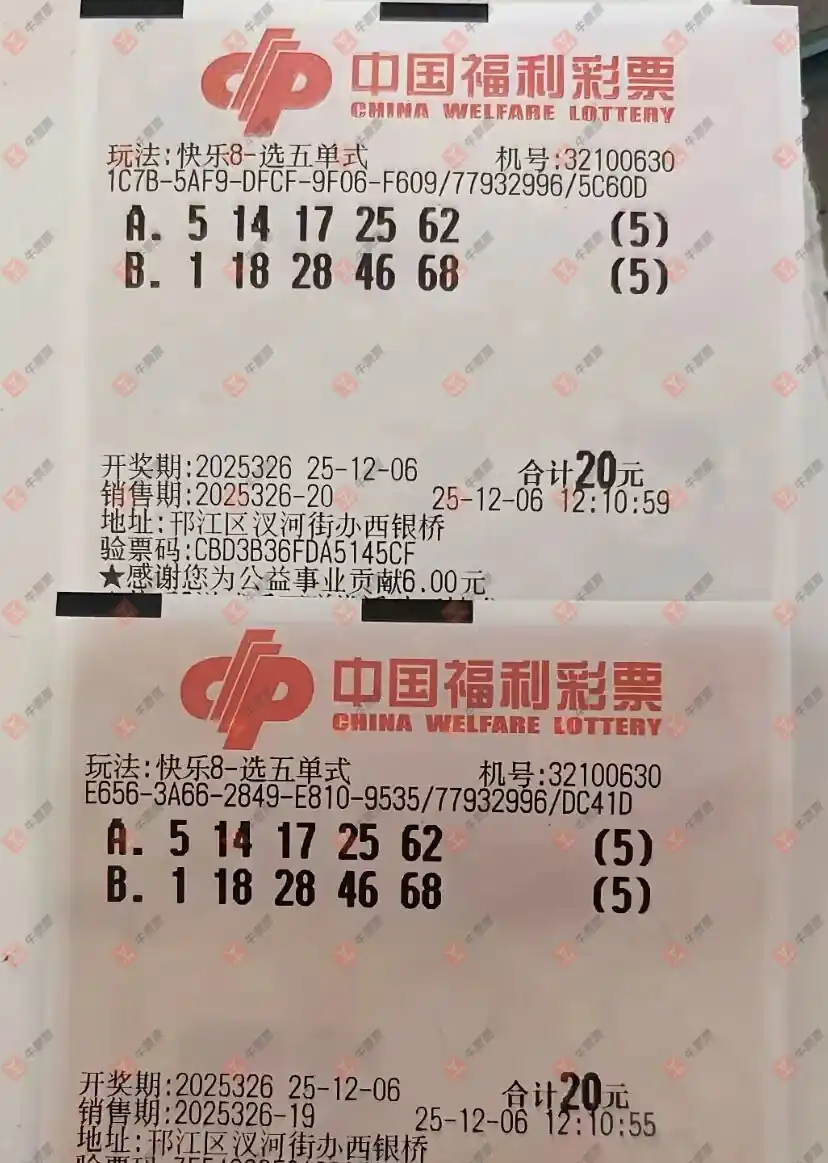 中国福利彩票
CHINA WELFARE LOTTERY
玩法:快乐8-选五单式 机号:32100630
1C7B-5AF9-DFCF-9F06-F609/77932996/5C60D
A. 5 14 17 25 62 (5)
B. 1 18 28 46 68 (5)
开奖期:2025326 25-12-06 合计20元
销售期:2025326-20 25-12-06 12:10:59
地址:邗江区汊河街办西银桥
验票码:CBD3B36FDA5145CF
★感谢您为公益事业贡献6.00元
中国福利彩票
CHINA WELFARE LOTTERY
玩法:快乐8-选五单式 机号:32100630
E656-3A66-2849-E810-9535/77932996/DC41D
A. 5 14 17 25 62 (5)
B. 1 18 28 46 68 (5)
开奖期:2025326 25-12-06 合计20元
销售期:2025326-19 25-12-06 12:10:55
地址:邗江区汊河街办西银桥